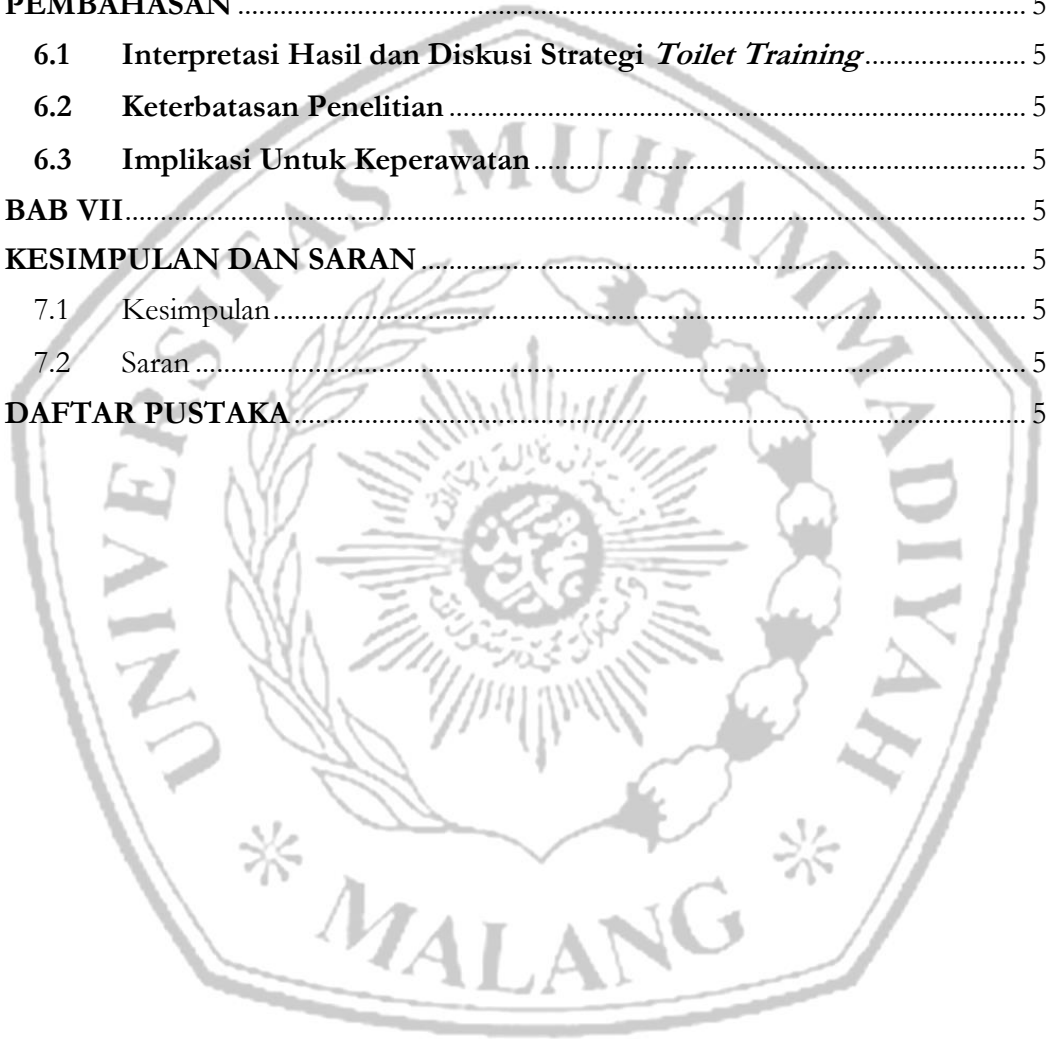 PEMBAHASAN ........ 5
6.1 Interpretasi Hasil dan Diskusi Strategi Toilet Training ........ 5
6.2 Keterbatasan Penelitian ........ 5
6.3 Implikasi Untuk Keperawatan ........ 5
BAB VII ........ 5
KESIMPULAN DAN SARAN ........ 5
7.1 Kesimpulan ........ 5
7.2 Saran ........ 5
DAFTAR PUSTAKA ........ 5
UNIVERSITAS MUHAMMADIYAH
MALANG